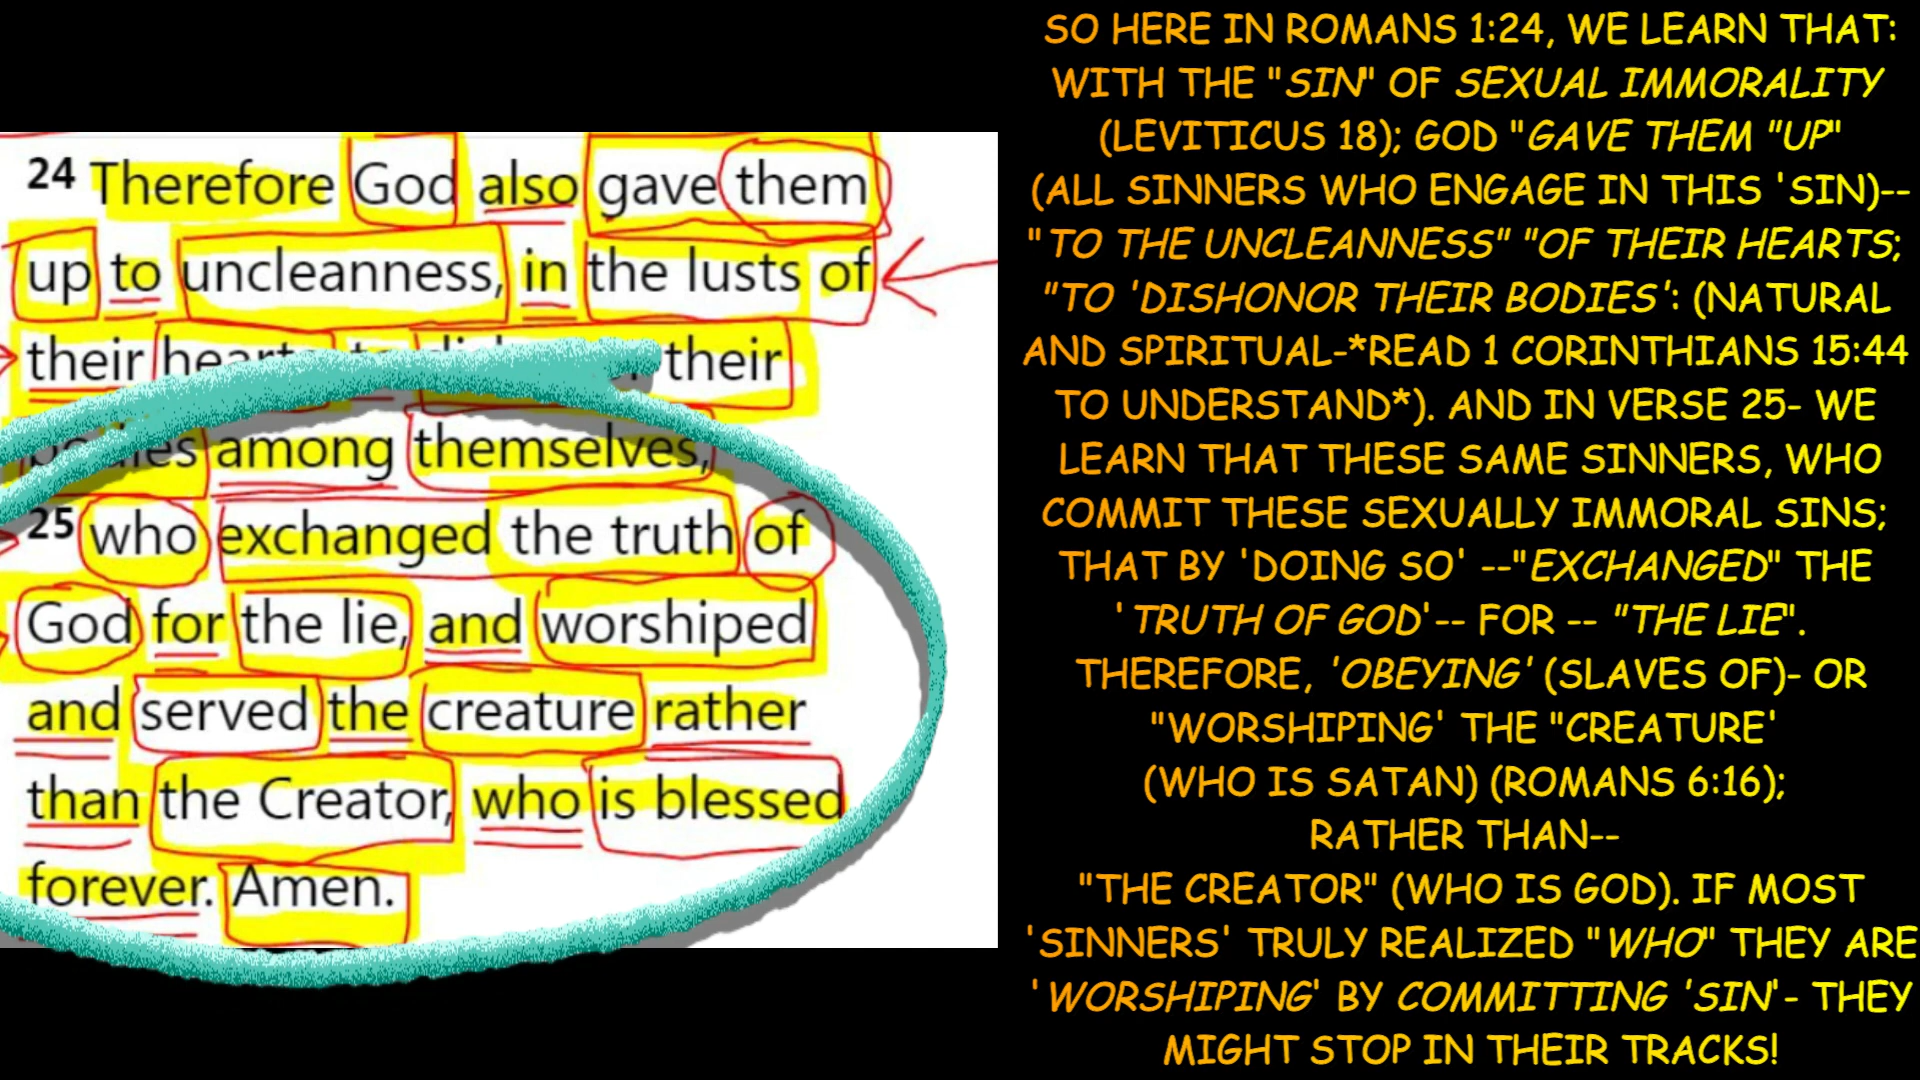 24 Therefore God also gave them
up to uncleanness, in the lusts of
their their
bodies among themselves,
25 who exchanged the truth of
God for the lie, and worshiped
and served the creature rather
than the Creator, who is blessed
forever. Amen.
SO HERE IN ROMANS 1:24, WE LEARN THAT:
WITH THE "SIN" OF SEXUAL IMMORALITY
(LEVITICUS 18); GOD "GAVE THEM "UP"
(ALL SINNERS WHO ENGAGE IN THIS 'SIN)--
"TO THE UNCLEANNESS" "OF THEIR HEARTS;
"TO 'DISHONOR THEIR BODIES': (NATURAL
AND SPIRITUAL-*READ 1 CORINTHIANS 15:44
TO UNDERSTAND*). AND IN VERSE 25- WE
LEARN THAT THESE SAME SINNERS, WHO
COMMIT THESE SEXUALLY IMMORAL SINS;
THAT BY 'DOING SO' --"EXCHANGED" THE
'TRUTH OF GOD'-- FOR -- "THE LIE".
THEREFORE, 'OBEYING' (SLAVES OF)- OR
"WORSHIPING' THE "CREATURE'
(WHO IS SATAN) (ROMANS 6:16);
RATHER THAN--
"THE CREATOR" (WHO IS GOD). IF MOST
'SINNERS' TRULY REALIZED "WHO" THEY ARE
'WORSHIPING' BY COMMITTING 'SIN'- THEY
MIGHT STOP IN THEIR TRACKS!